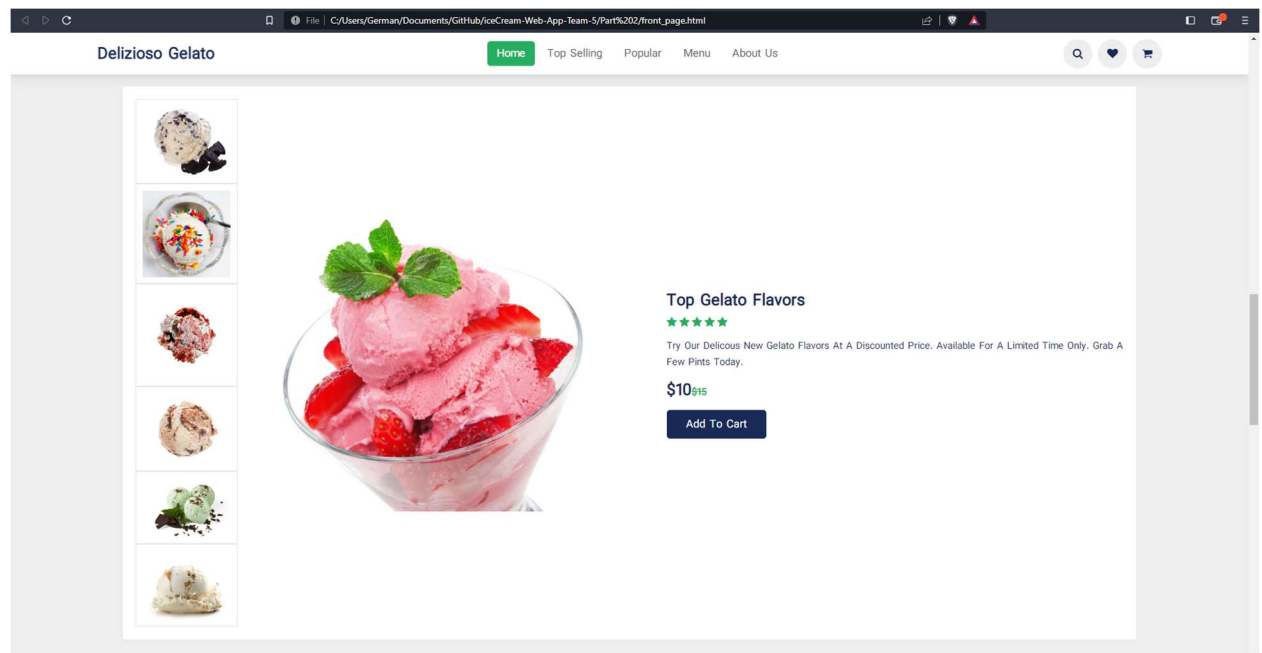 File | C:/Users/German/Documents/GitHub/iceCream-Web-App-Team-5/Part%202/front_page.html
Delizioso Gelato Home Top Selling Popular Menu About Us
Top Gelato Flavors
Try Our Delicous New Gelato Flavors At A Discounted Price. Available For A Limited Time Only. Grab A
Few Pints Today.
$10$15
Add To Cart